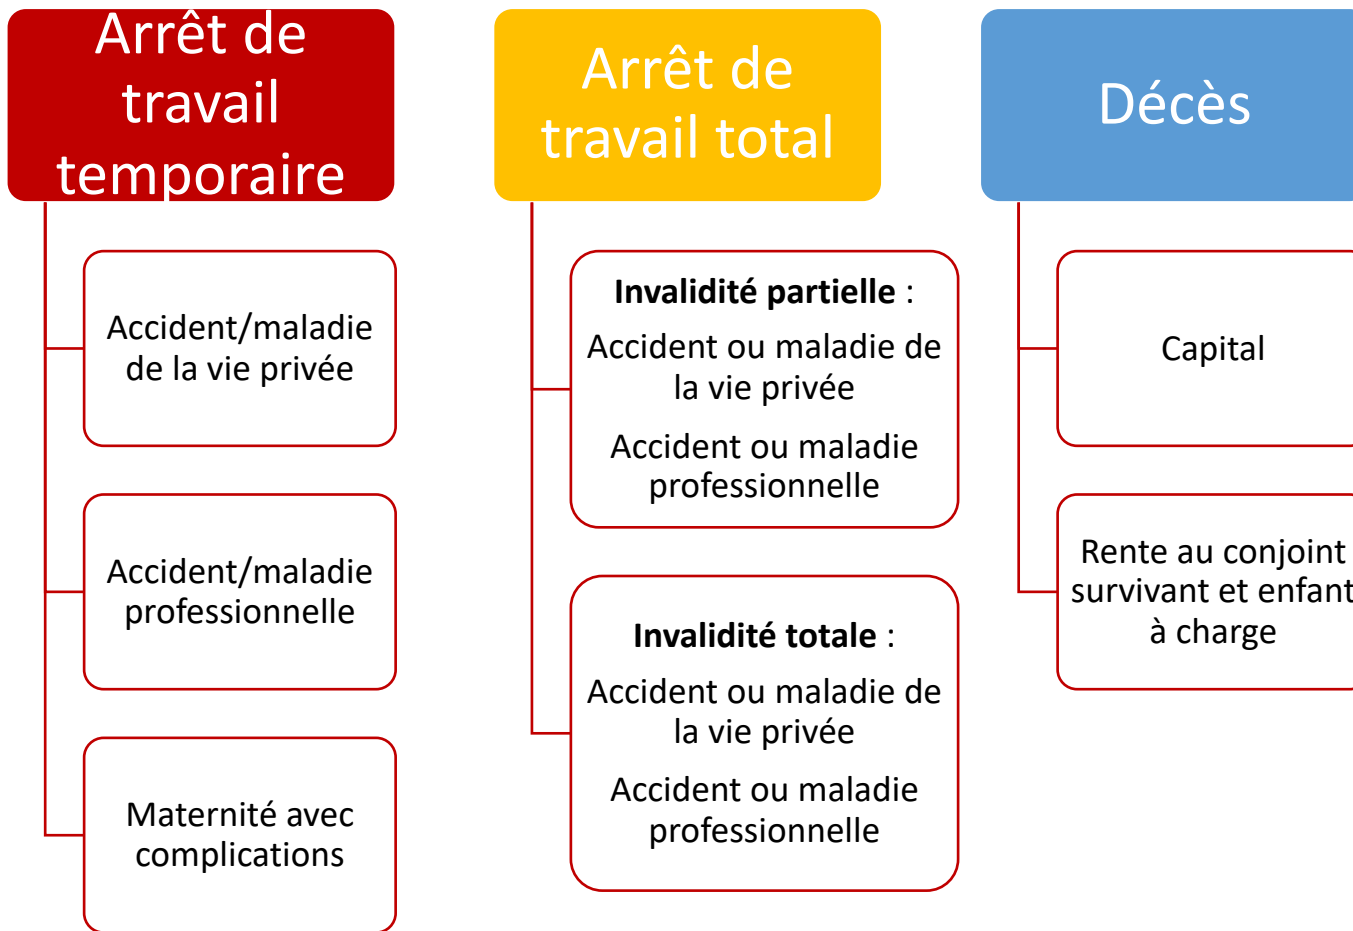 Arrêt de
travail
temporaire
Accident/maladie
de la vie privée
Accident/maladie
professionnelle
Maternité avec
complications
Arrêt de
travail total
Invalidité partielle :
Accident ou maladie de
la vie privée
Accident ou maladie
professionnelle
Invalidité totale :
Accident ou maladie de
la vie privée
Accident ou maladie
professionnelle
Décès
Capital
Rente au conjoint
survivant et enfant
à charge